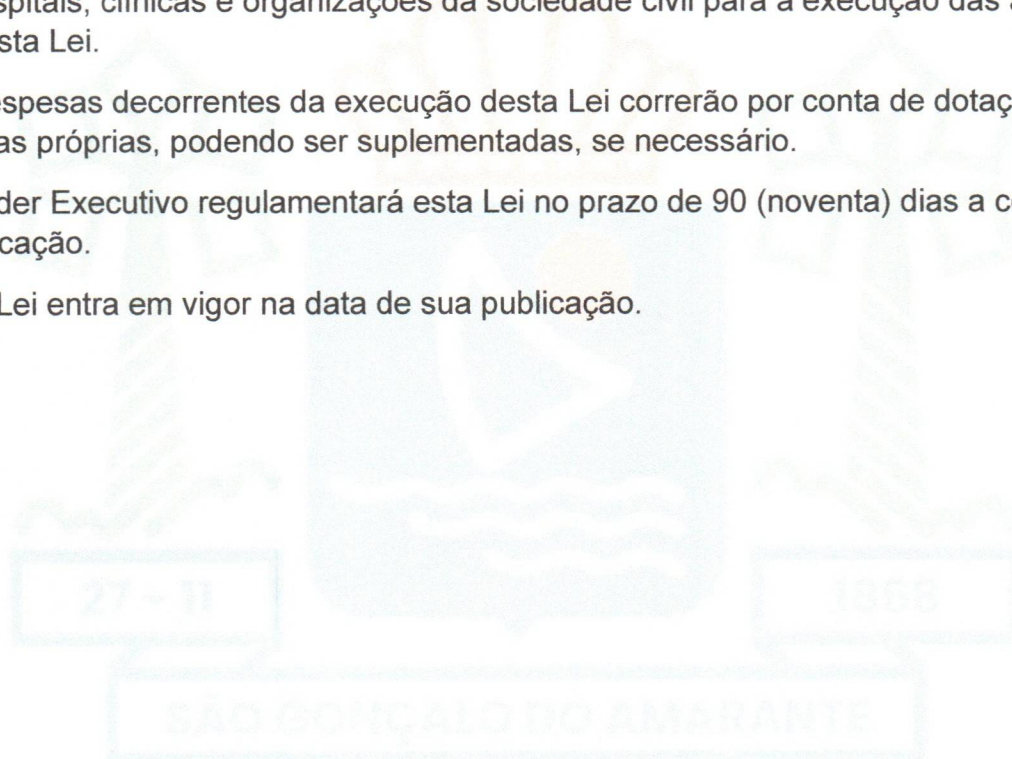 spitais, clínicas e organizações da sociedade civil para a execução das
sta Lei.
espesas decorrentes da execução desta Lei correrão por conta de dotaç
as próprias, podendo ser suplementadas, se necessário.
der Executivo regulamentará esta Lei no prazo de 90 (noventa) dias a c
cação.
Lei entra em vigor na data de sua publicação.
27 - 11
1868
SÃO GONÇALO DO AMARANTE